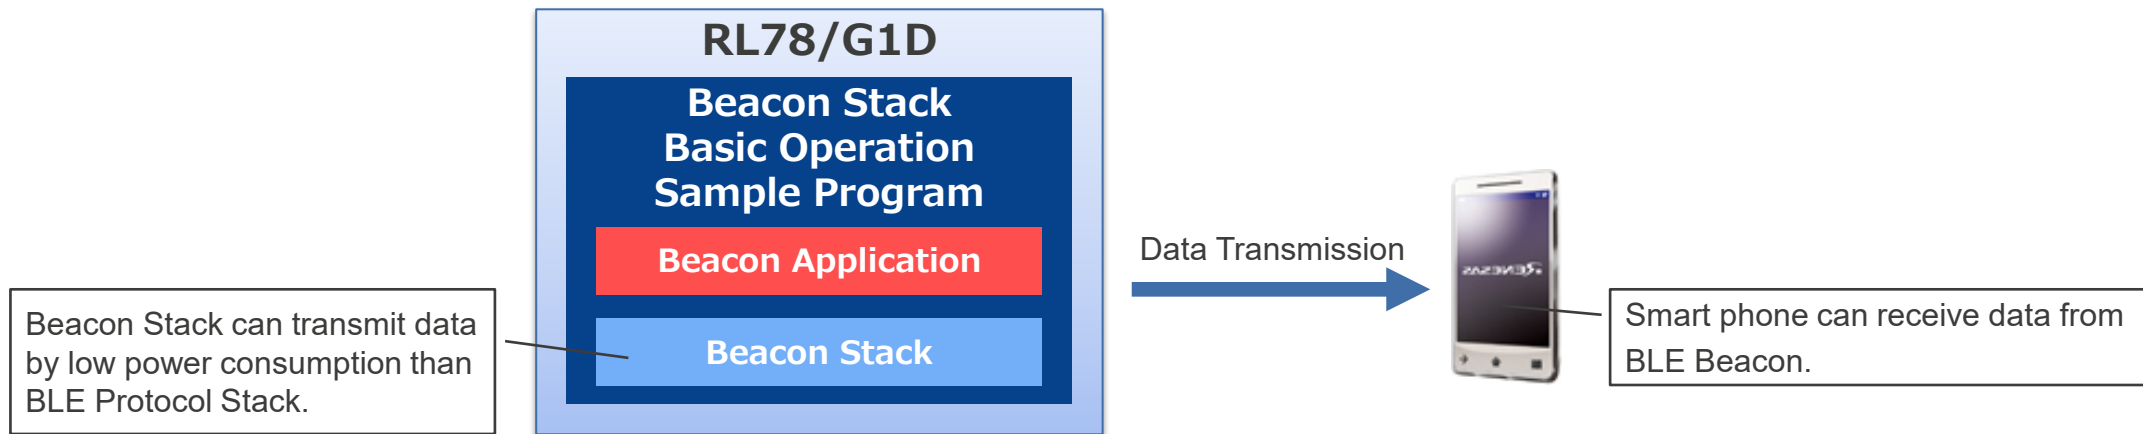 RL78/G1D
Beacon Stack
Basic Operation
Sample Program
Beacon Application
Beacon Stack
Beacon Stack can transmit data
by low power consumption than
BLE Protocol Stack.
Data Transmission
RENESAS
Smart phone can receive data from
BLE Beacon.